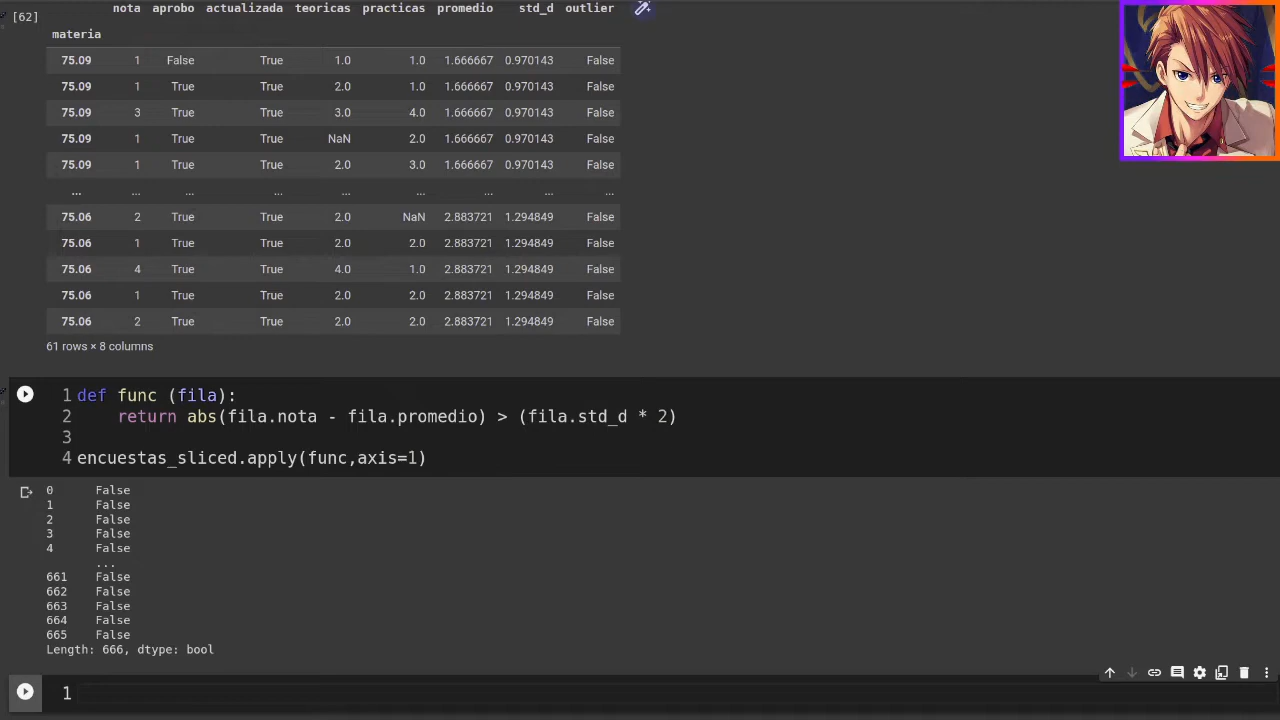 [62]
nota aprobo actualizada teoricas practicas promedio std_d outlier
materia
75.09 1 False True 1.0 1.0 1.666667 0.970143 False
75.09 1 True True 2.0 1.0 1.666667 0.970143 False
75.09 3 True True 3.0 4.0 1.666667 0.970143 False
75.09 1 True True NaN 2.0 1.666667 0.970143 False
75.09 1 True True 2.0 3.0 1.666667 0.970143 False
... ... ... ... ... ... ... ... ...
75.06 2 True True 2.0 NaN 2.883721 1.294849 False
75.06 1 True True 2.0 2.0 2.883721 1.294849 False
75.06 4 True True 4.0 1.0 2.883721 1.294849 False
75.06 1 True True 2.0 2.0 2.883721 1.294849 False
75.06 2 True True 2.0 2.0 2.883721 1.294849 False
61 rows × 8 columns
1 def func (fila):
2 return abs(fila.nota - fila.promedio) > (fila.std_d * 2)
3
4 encuestas_sliced.apply(func,axis=1)
0 False
1 False
2 False
3 False
4 False
...
661 False
662 False
663 False
664 False
665 False
Length: 666, dtype: bool
1